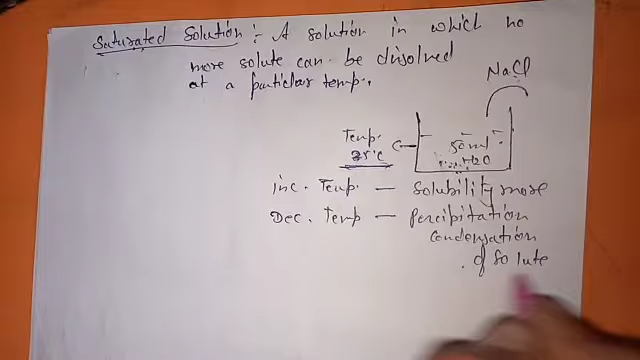 Saturated Solution :- A solution in which no
more solute can be dissolved
at a particular temp.
NaCl
Temp.
25°C
50ml
H2O
inc. Temp. — Solubility more
Dec. Temp — Percipitation
condensation
of solute